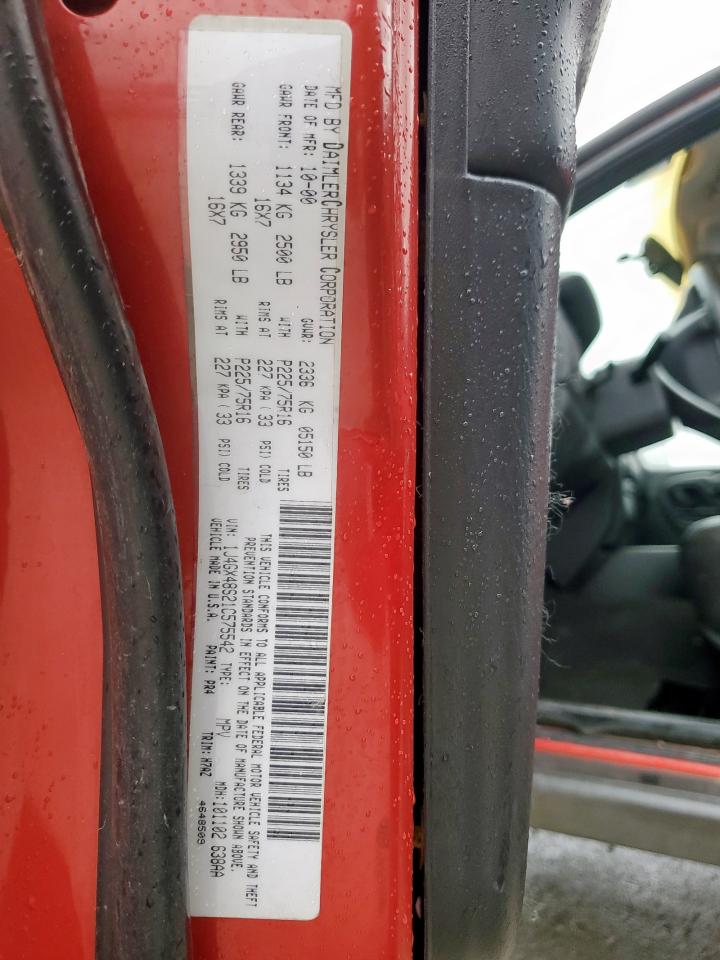 MFD BY DAIMLERCHRYSLER CORPORATION
DATE OF MFR: 10-00 GVWR: 2336 KG 05150 LB
GAWR FRONT: 1134 KG 2500 LB WITH P225/75R16 TIRES
16X7 RIMS AT 227 KPA ( 33 PSI) COLD
GAWR REAR: 1339 KG 2950 LB WITH P225/75R16 TIRES
16X7 RIMS AT 227 KPA ( 33 PSI) COLD
THIS VEHICLE CONFORMS TO ALL APPLICABLE FEDERAL MOTOR VEHICLE SAFETY AND THEFT
PREVENTION STANDARDS IN EFFECT ON THE DATE OF MANUFACTURE SHOWN ABOVE.
VIN: 1J4GX48S21C575542 TYPE: MPV MDH:101102 638AA
VEHICLE MADE IN U.S.A. PAINT: PR4 TRIM: H7AZ 4648509